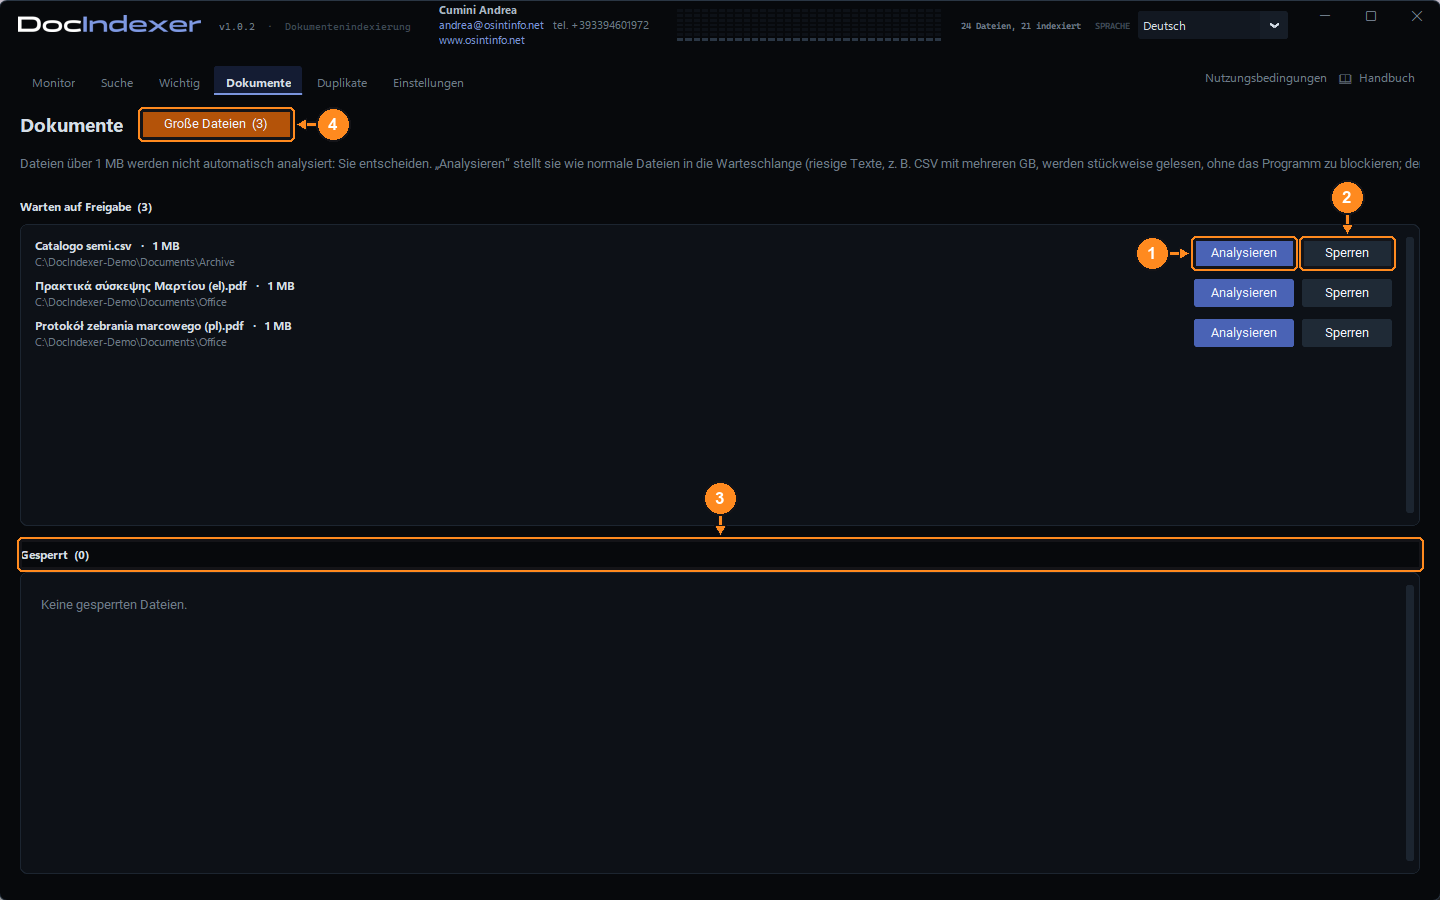 DocIndexer v1.0.2 · Dokumentenindexierung
Cumini Andrea
andrea@osintinfo.net tel. +393394601972
www.osintinfo.net
24 Dateien, 21 indexiert SPRACHE Deutsch
Monitor Suche Wichtig Dokumente Duplikate Einstellungen
Nutzungsbedingungen Handbuch
Dokumente Große Dateien (3) 4
Dateien über 1 MB werden nicht automatisch analysiert: Sie entscheiden. „Analysieren“ stellt sie wie normale Dateien in die Warteschlange (riesige Texte, z. B. CSV mit mehreren GB, werden stückweise gelesen, ohne das Programm zu blockieren; de
Warten auf Freigabe (3)
2
Catalogo semi.csv · 1 MB
C:\DocIndexer-Demo\Documents\Archive
1 Analysieren Sperren
Πρακτικά σύσκεψης Μαρτίου (el).pdf · 1 MB
C:\DocIndexer-Demo\Documents\Office
Analysieren Sperren
Protokół zebrania marcowego (pl).pdf · 1 MB
C:\DocIndexer-Demo\Documents\Office
Analysieren Sperren
3
Gesperrt (0)
Keine gesperrten Dateien.